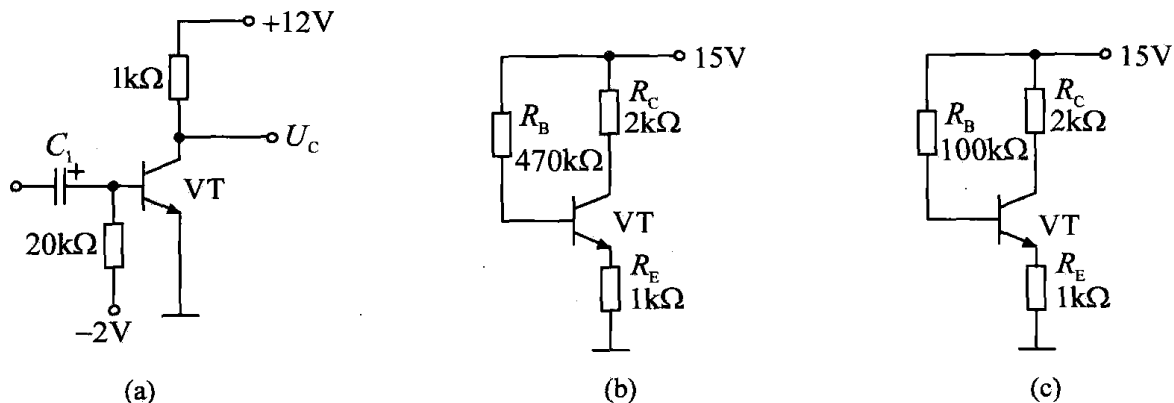 +12V
1kΩ
U_C
C_1
+
VT
20kΩ
−2V
(a)
15V
R_C
2kΩ
R_B
470kΩ
VT
R_E
1kΩ
(b)
15V
R_C
2kΩ
R_B
100kΩ
VT
R_E
1kΩ
(c)